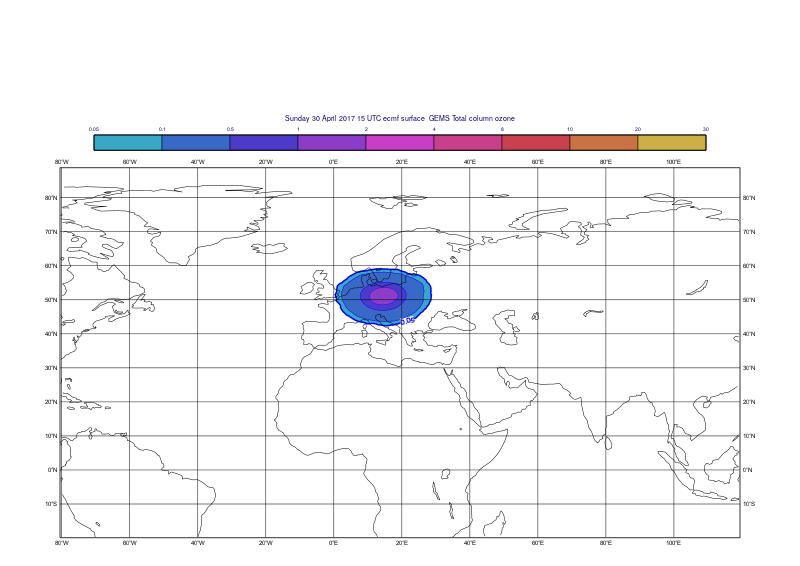 Sunday 30 April 2017 15 UTC ecmf surface GEMS Total column ozone
0.05 0.1 0.5 1 2 4 6 10 20 30
80°W 60°W 40°W 20°W 0°E 20°E 40°E 60°E 80°E 100°E
80°N 80°N
70°N 70°N
60°N 60°N
50°N 50°N
0.05
40°N 40°N
30°N 30°N
20°N 20°N
10°N 10°N
0°N 0°N
10°S 10°S
80°W 60°W 40°W 20°W 0°E 20°E 40°E 60°E 80°E 100°E